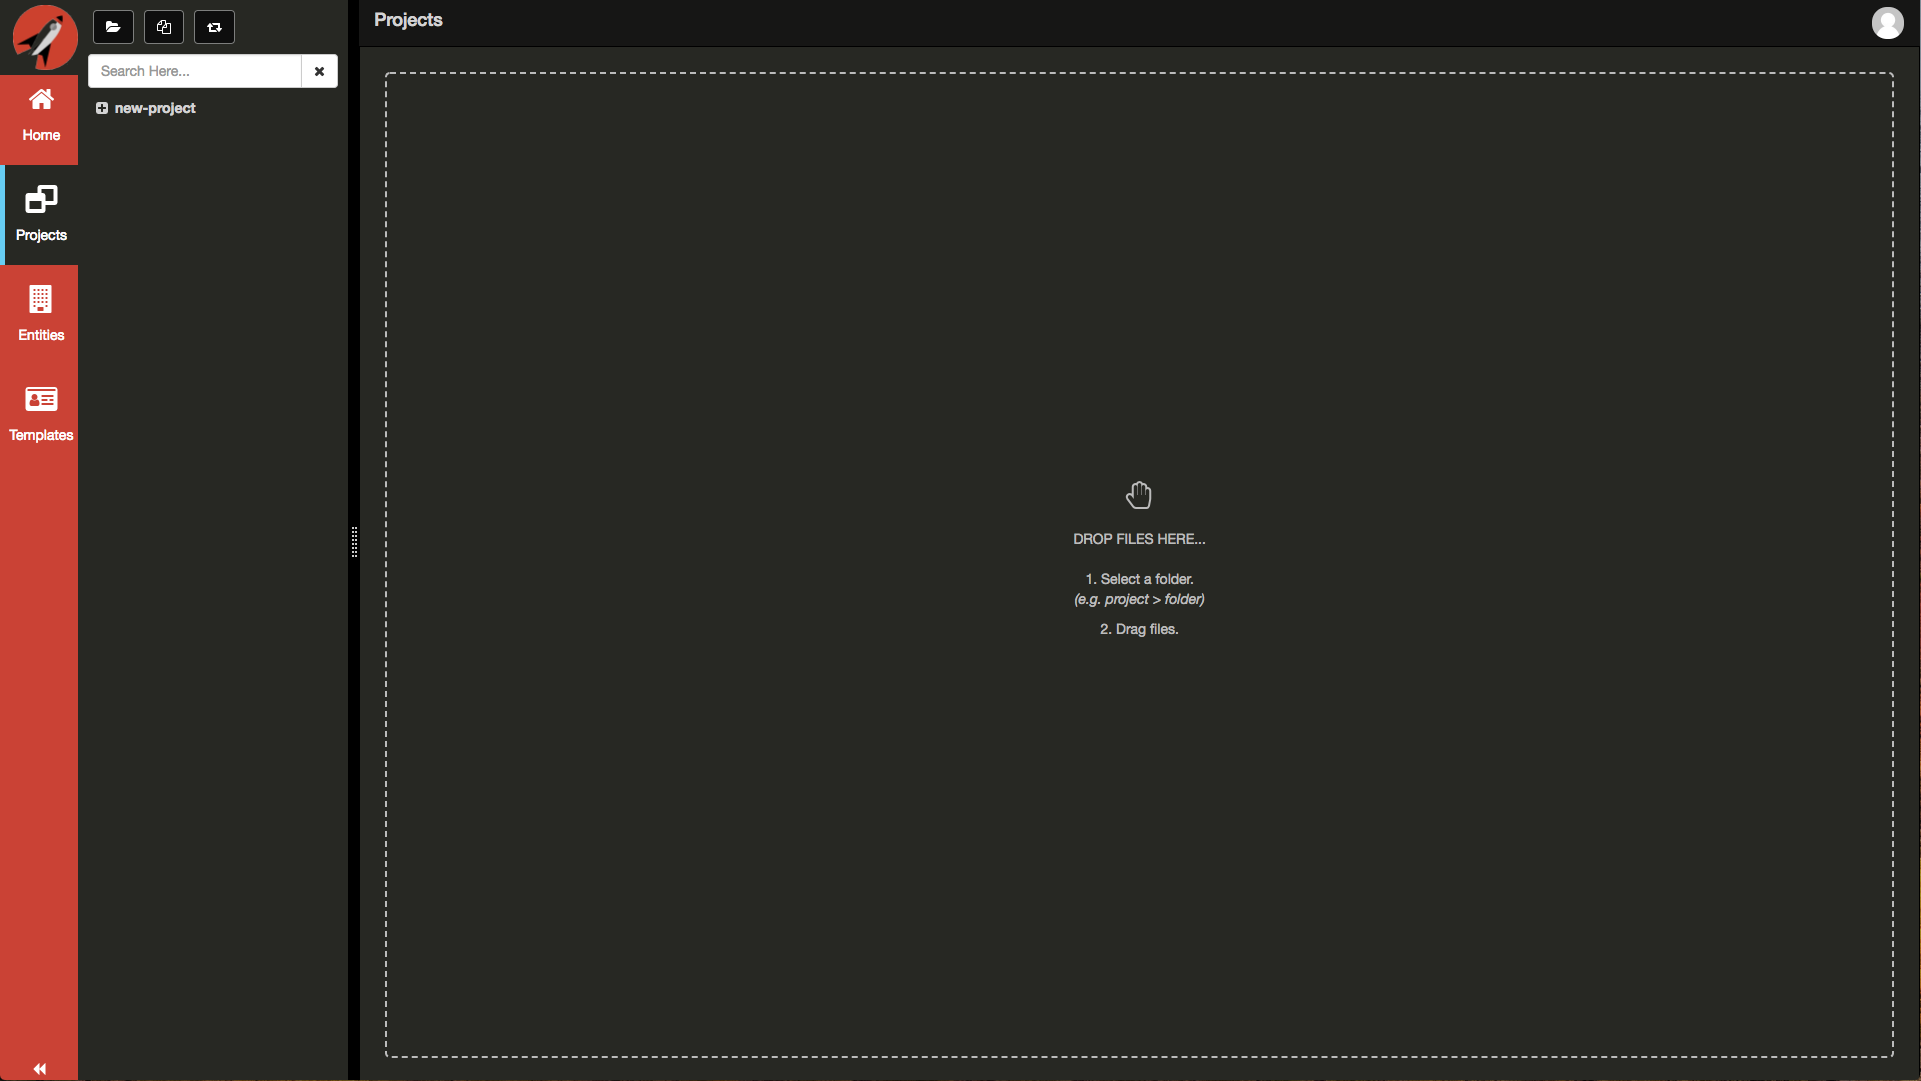 Projects
Search Here...
new-project
Home
Projects
Entities
Templates
DROP FILES HERE...
1. Select a folder.
(e.g. project > folder)
2. Drag files.